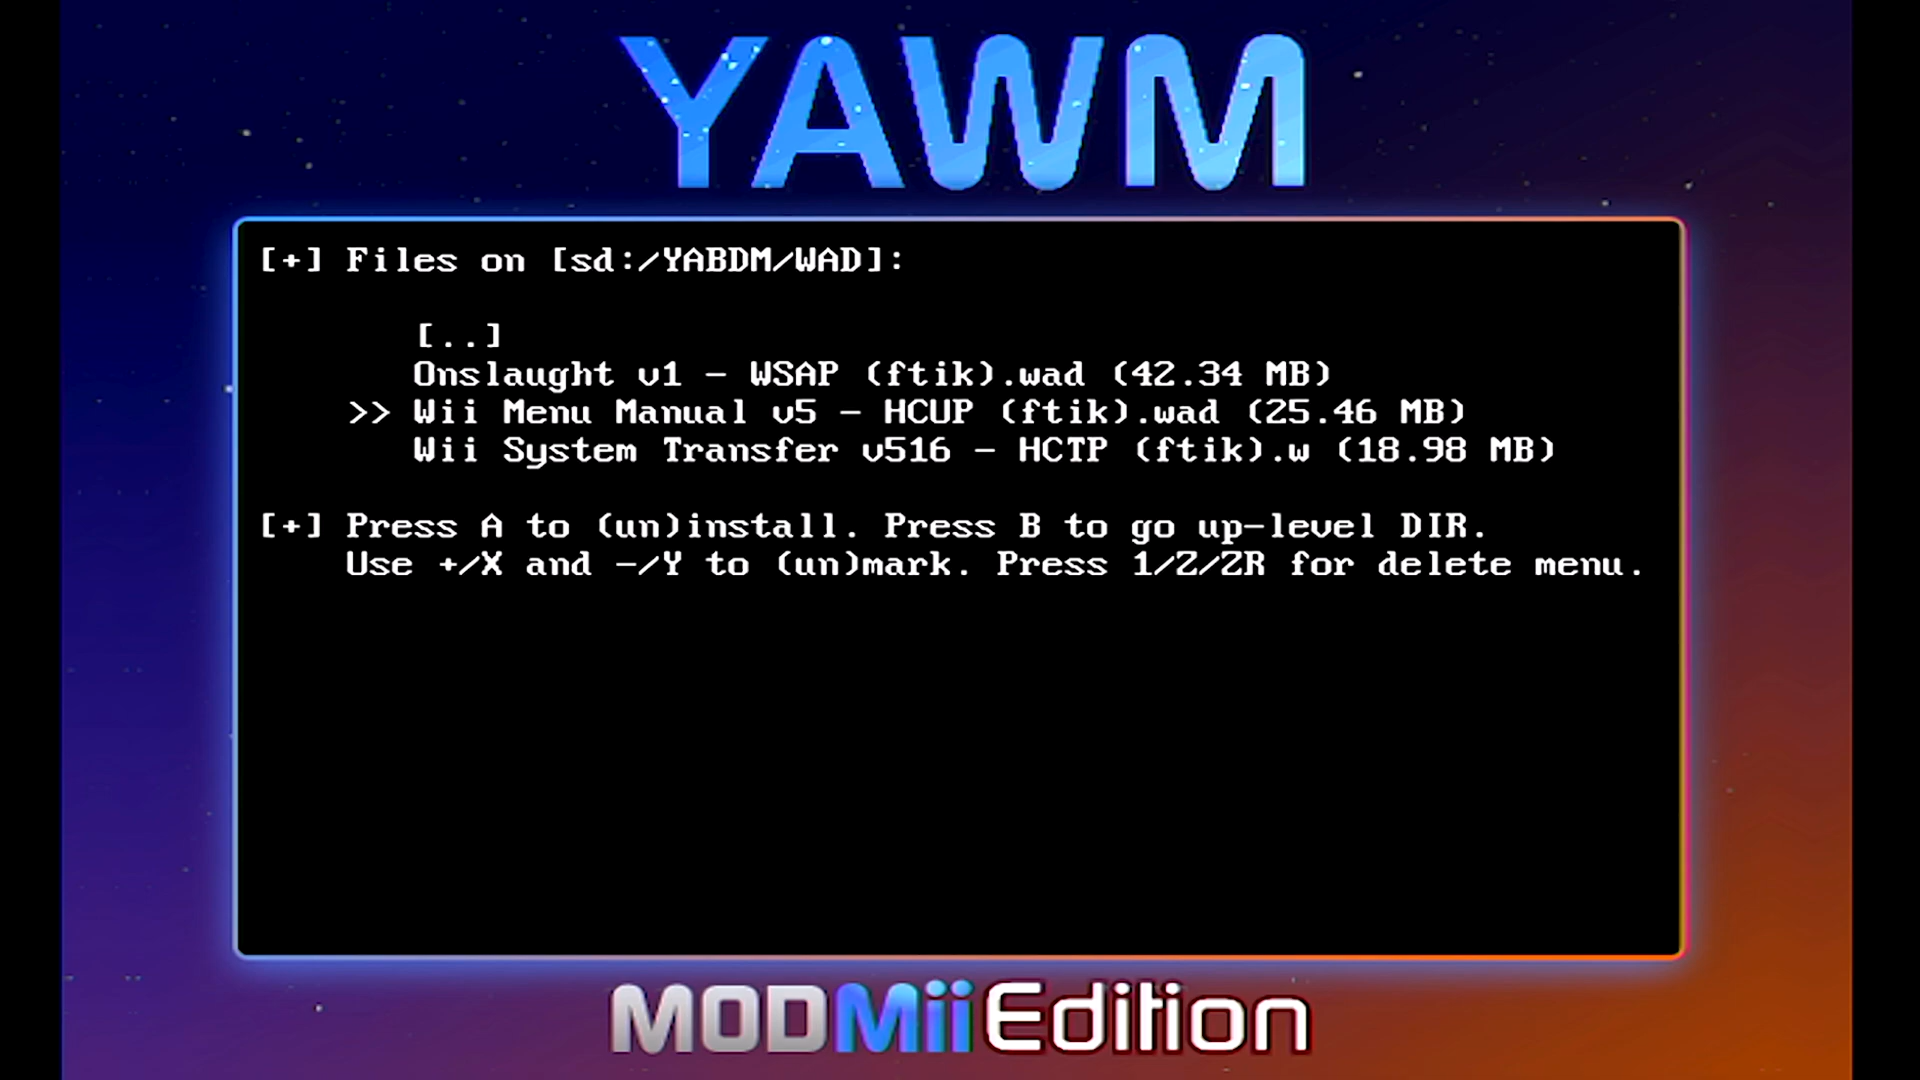 YAWM
[+] Files on [sd:/YABDM/WAD]:
[..]
Onslaught v1 - WSAP (ftik).wad (42.34 MB)
>> Wii Menu Manual v5 - HCUP (ftik).wad (25.46 MB)
Wii System Transfer v516 - HCTP (ftik).w (18.98 MB)
[+] Press A to (un)install. Press B to go up-level DIR.
Use +/X and -/Y to (un)mark. Press 1/Z/ZR for delete menu.
MODMii Edition